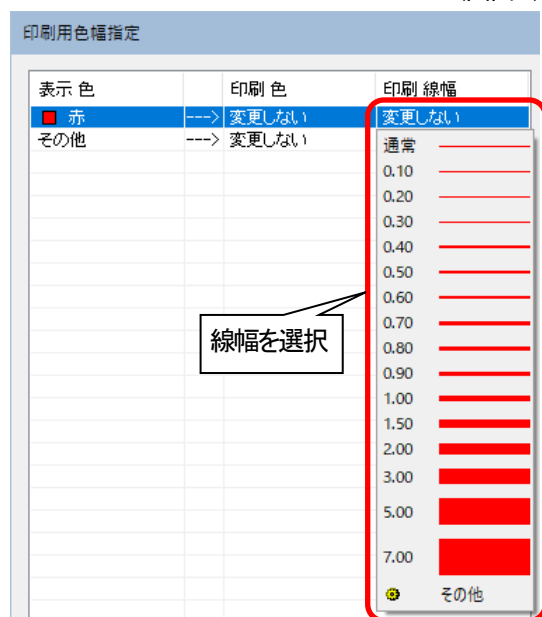 印刷用色幅指定
表示 色 印刷 色 印刷 線幅
赤 ---> 変更しない 変更しない
その他 ---> 変更しない
通常
0.10
0.20
0.30
0.40
0.50
0.60
0.70
0.80
0.90
1.00
1.50
2.00
3.00
5.00
7.00
その他
線幅を選択